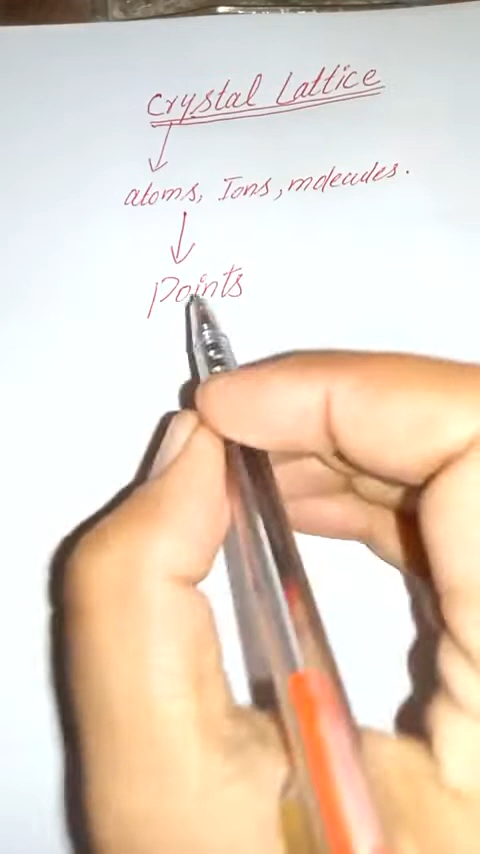 Crystal Lattice
atoms, Ions, molecules.
Points